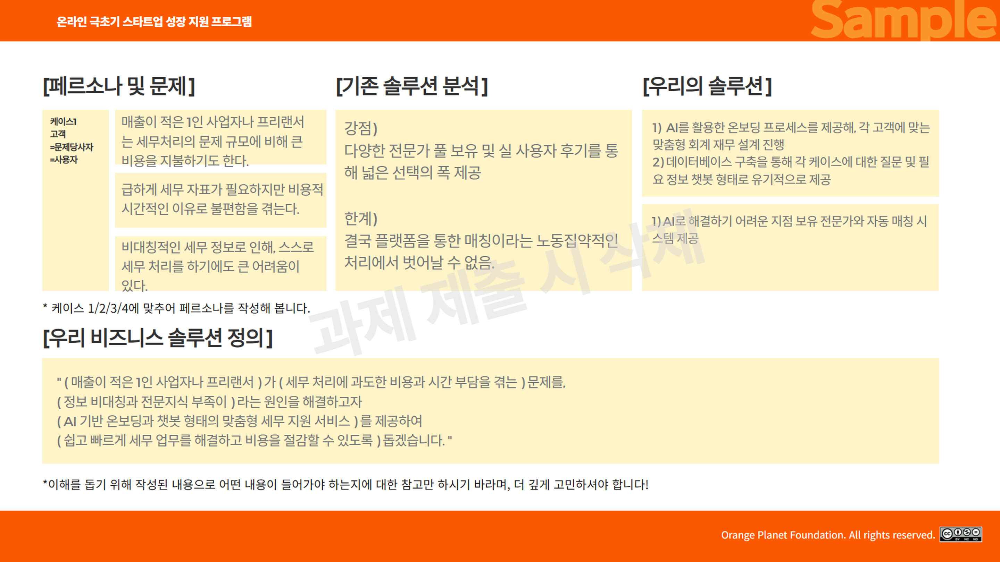 온라인 극초기 스타트업 성장 지원 프로그램
Sample
[페르소나 및 문제]
케이스1
고객
=문제당사자
=사용자
매출이 적은 1인 사업자나 프리랜서
는 세무처리의 문제 규모에 비해 큰
비용을 지불하기도 한다.
급하게 세무 자표가 필요하지만 비용적
시간적인 이유로 불편함을 겪는다.
비대칭적인 세무 정보로 인해, 스스로
세무 처리를 하기에도 큰 어려움이
있다.
* 케이스 1/2/3/4에 맞추어 페르소나를 작성해 봅니다.
[기존 솔루션 분석]
강점)
다양한 전문가 풀 보유 및 실 사용자 후기를 통
해 넓은 선택의 폭 제공
한계)
결국 플랫폼을 통한 매칭이라는 노동집약적인
처리에서 벗어날 수 없음.
[우리의 솔루션]
1) AI를 활용한 온보딩 프로세스를 제공해, 각 고객에 맞는
맞춤형 회계 재무 설계 진행
2)데이터베이스 구축을 통해 각 케이스에 대한 질문 및 필
요 정보 챗봇 형태로 유기적으로 제공
1)AI로 해결하기 어려운 지점 보유 전문가와 자동 매칭 시
스템 제공
과제 제출 시 삭제
[우리 비즈니스 솔루션 정의]
" ( 매출이 적은 1인 사업자나 프리랜서 )가 ( 세무 처리에 과도한 비용과 시간 부담을 겪는 )문제를,
( 정보 비대칭과 전문지식 부족이 )라는 원인을 해결하고자
( AI 기반 온보딩과 챗봇 형태의 맞춤형 세무 지원 서비스 )를 제공하여
( 쉽고 빠르게 세무 업무를 해결하고 비용을 절감할 수 있도록 )돕겠습니다. "
*이해를 돕기 위해 작성된 내용으로 어떤 내용이 들어가야 하는지에 대한 참고만 하시기 바라며, 더 깊게 고민하셔야 합니다!
Orange Planet Foundation. All rights reserved.
cc BY NC ND